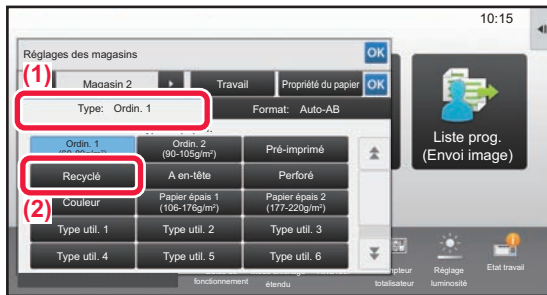 10:15
Réglages des magasins
OK
(1)
Magasin 2
Travail
Propriété du papier
OK
Type: Ordin. 1
Format: Auto-AB
Ordin. 1
Ordin. 2
(90-105g/m²)
Pré-imprimé
Recyclé
A en-tête
Perforé
(2)
Couleur
Papier épais 1
(106-176g/m²)
Papier épais 2
(177-220g/m²)
Type util. 1
Type util. 2
Type util. 3
Type util. 4
Type util. 5
Type util. 6
Liste prog.
(Envoi image)
fonctionnement
étendu
totalisateur
Réglage
luminosité
Etat travail